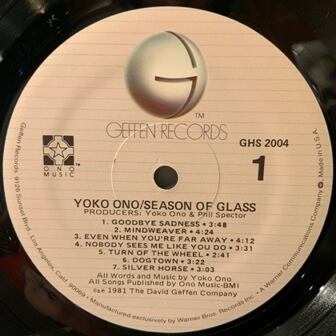 G
TM
GEFFEN RECORDS
GHS 2004
1
ONO
MUSIC
TM
YOKO ONO/SEASON OF GLASS
PRODUCERS: Yoko Ono & Phil Spector
1. GOODBYE SADNESS • 3:48
2. MINDWEAVER • 4:24
3. EVEN WHEN YOU'RE FAR AWAY • 4:12
4. NOBODY SEES ME LIKE YOU DO • 3:31
5. TURN OF THE WHEEL • 2:40
6. DOGTOWN • 3:22
7. SILVER HORSE • 3:03
All Words and Music by Yoko Ono
All Songs Published by Ono Music-BMI
©℗ 1981 The David Geffen Company
Geffen Records, 9126 Sunset Blvd., Los Angeles, Calif. 90069 • Manufactured exclusively by Warner Bros. Records Inc., a Warner Communications Company • Made in U.S.A.